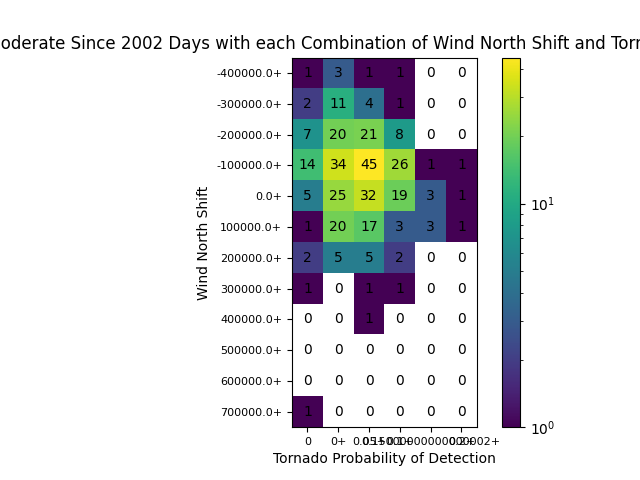 oderate Since 2002 Days with each Combination of Wind North Shift and Tor
-400000.0+ 1 3 1 1 0 0
-300000.0+ 2 11 4 1 0 0
-200000.0+ 7 20 21 8 0 0
-100000.0+ 14 34 45 26 1 1
0.0+ 5 25 32 19 3 1
100000.0+ 1 20 17 3 3 1
200000.0+ 2 5 5 2 0 0
300000.0+ 1 0 1 1 0 0
400000.0+ 0 0 1 0 0 0
500000.0+ 0 0 0 0 0 0
600000.0+ 0 0 0 0 0 0
700000.0+ 1 0 0 0 0 0
0 0+
Tornado Probability of Detection
Wind North Shift
10¹
10⁰